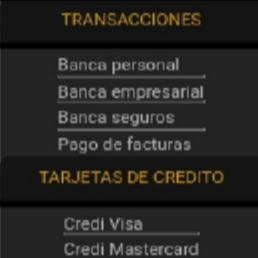 TRANSACCIONES
Banca personal
Banca empresarial
Banca seguros
Pago de facturas
TARJETAS DE CREDITO
Credi Visa
Credi Mastercard